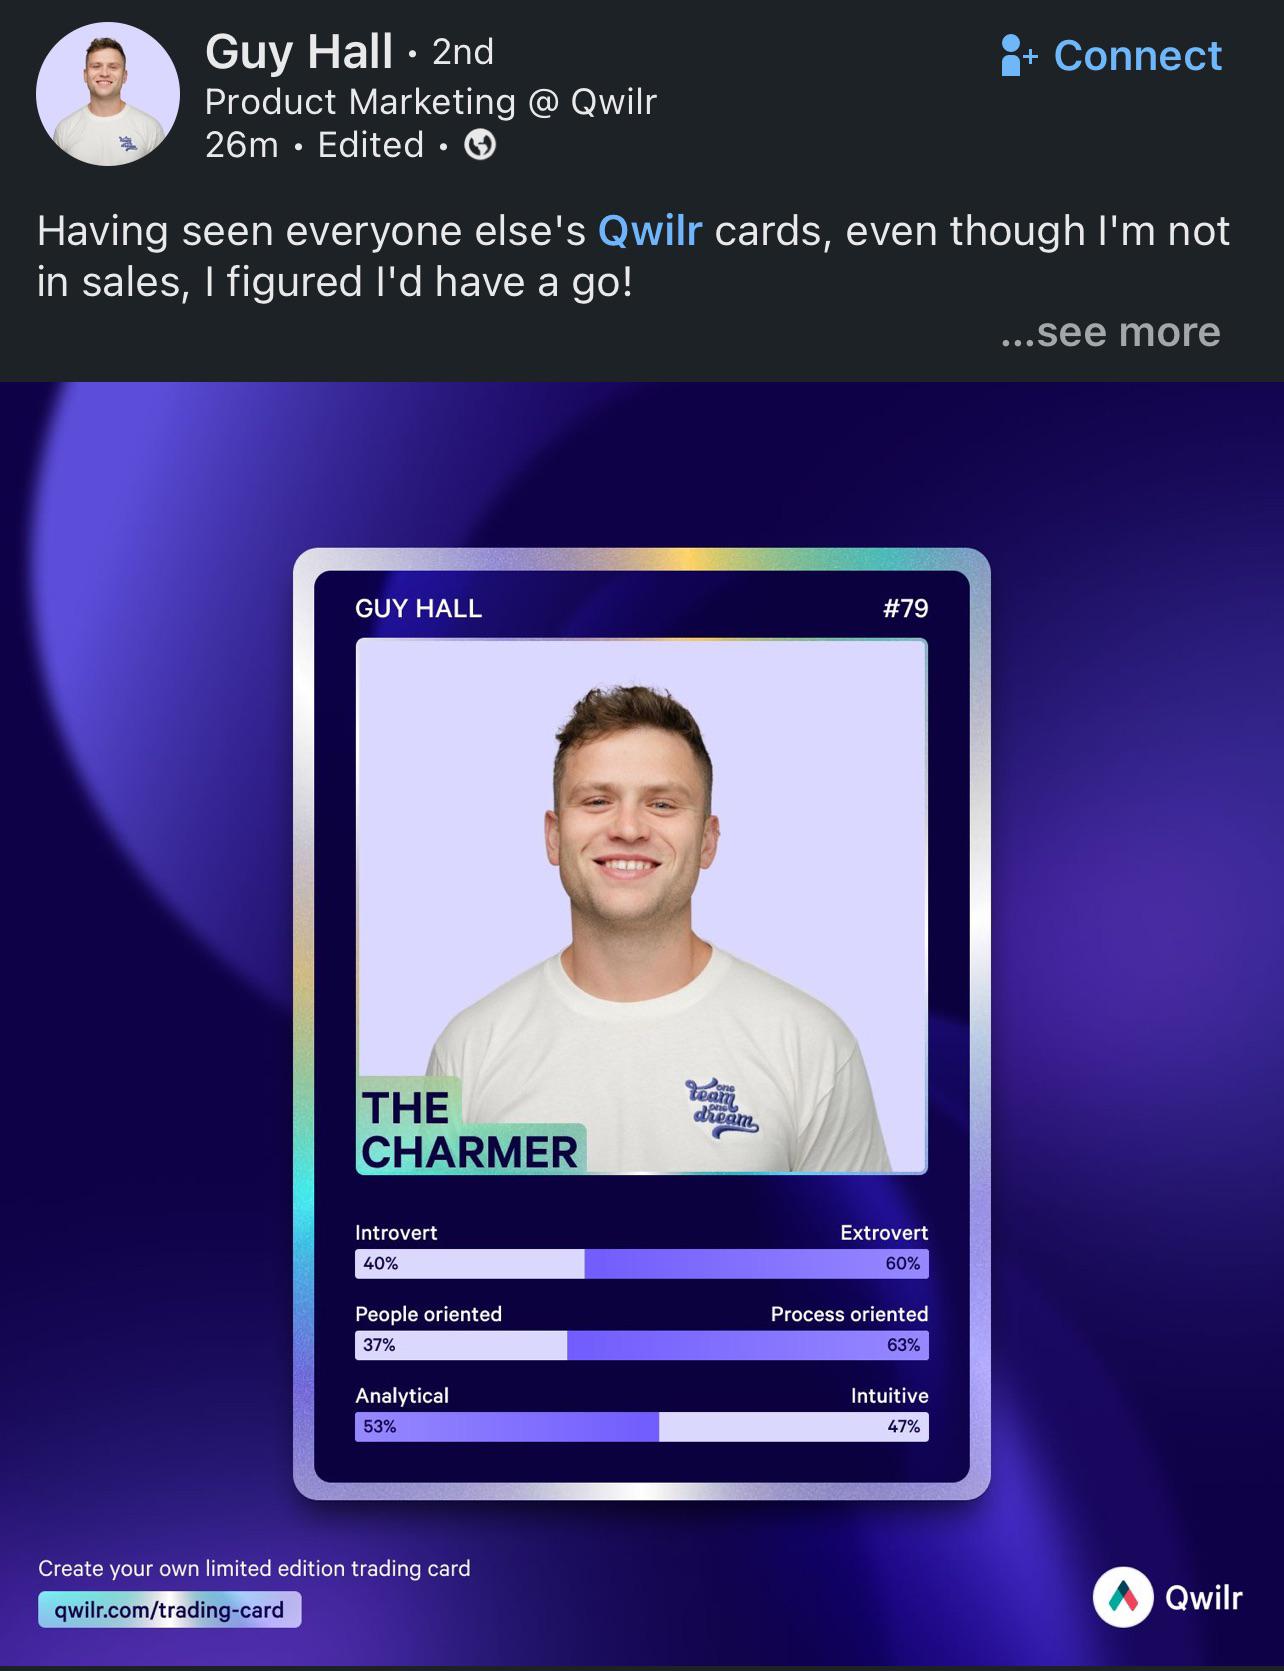 Guy Hall • 2nd
Connect
Product Marketing @ Qwilr
26m • Edited •
Having seen everyone else's Qwilr cards, even though I'm not
in sales, I figured I'd have a go!
...see more
GUY HALL
#79
one
team
one
dream
THE
CHARMER
Introvert Extrovert
40% 60%
People oriented Process oriented
37% 63%
Analytical Intuitive
53% 47%
Create your own limited edition trading card
qwilr.com/trading-card
Qwilr